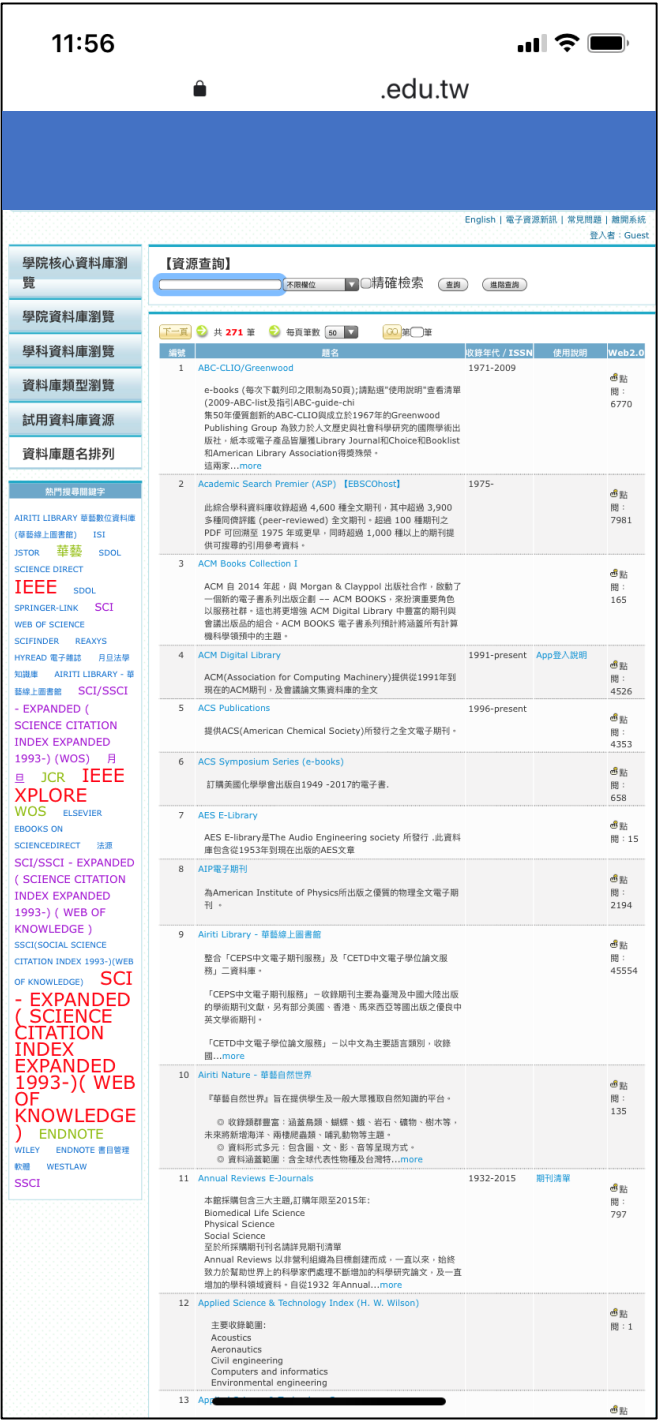 11:56
.edu.tw
English | 電子資源新訊 | 常見問題 | 離開系統
登入者：Guest
學院核心資料庫瀏
覽
學院資料庫瀏覽
學科資料庫瀏覽
資料庫類型瀏覽
試用資料庫資源
資料庫題名排列
熱門搜尋關鍵字
AIRITI LIBRARY 華藝數位資料庫
(華藝線上圖書館) ISI
JSTOR 華藝 SDOL
SCIENCE DIRECT
IEEE SDOL
SPRINGER-LINK SCI
WEB OF SCIENCE
SCIFINDER REAXYS
HYREAD 電子雜誌 月旦法學
知識庫 AIRITI LIBRARY - 華
藝線上圖書館 SCI/SSCI
- EXPANDED (
SCIENCE CITATION
INDEX EXPANDED
1993-) (WOS) 月
旦 JCR IEEE
XPLORE
WOS ELSEVIER
EBOOKS ON
SCIENCEDIRECT 法源
SCI/SSCI - EXPANDED
( SCIENCE CITATION
INDEX EXPANDED
1993-) ( WEB OF
KNOWLEDGE )
SSCI(SOCIAL SCIENCE
CITATION INDEX 1993-)(WEB
OF KNOWLEDGE) SCI
- EXPANDED
( SCIENCE
CITATION
INDEX
EXPANDED
1993-)( WEB
OF
KNOWLEDGE
) ENDNOTE
WILEY ENDNOTE 書目管理
軟體 WESTLAW
SSCI
【資源查詢】
不限欄位 精確檢索 查詢 進階查詢
下一頁 共 271 筆 每頁筆數 50 GO 第 筆
編號 題名 收錄年代 / ISSN 使用說明 Web2.0
1 ABC-CLIO/Greenwood 1971-2009 點
閱：
6770
e-books (每次下載列印之限制為50頁);請點選"使用說明"查看清單
(2009-ABC-list及指引ABC-guide-chi
集50年優質創新的ABC-CLIO與成立於1967年的Greenwood
Publishing Group 為致力於人文歷史與社會科學研究的國際學術出
版社，紙本或電子產品皆屢獲Library Journal和Choice和Booklist
和American Library Association得獎殊榮。
這兩家...more
2 Academic Search Premier (ASP) 【EBSCOhost】 1975- 點
閱：
7981
此綜合學科資料庫收錄超過 4,600 種全文期刊，其中超過 3,900
多種同儕評鑑 (peer-reviewed) 全文期刊。超過 100 種期刊之
PDF 可回溯至 1975 年或更早，同時超過 1,000 種以上的期刊提
供可搜尋的引用參考資料。
3 ACM Books Collection I 點
閱：
165
ACM 自 2014 年起，與 Morgan & Clayppol 出版社合作，啟動了
一個新的電子書系列出版企劃 −− ACM BOOKS，來扮演重要角色
以服務社群。這也將更增強 ACM Digital Library 中豐富的期刊與
會議出版品的組合。ACM BOOKS 電子書系列預計將涵蓋所有計算
機科學領預中的主題。
4 ACM Digital Library 1991-present App登入說明 點
閱：
4526
ACM(Association for Computing Machinery)提供從1991年到
現在的ACM期刊，及會議論文集資料庫的全文
5 ACS Publications 1996-present 點
閱：
4353
提供ACS(American Chemical Society)所發行之全文電子期刊。
6 ACS Symposium Series (e-books) 點
閱：
658
訂購美國化學學會出版自1949 -2017的電子書.
7 AES E-Library 點
閱：15
AES E-library是The Audio Engineering society 所發行 .此資料
庫包含從1953年到現在出版的AES文章
8 AIP電子期刊 點
閱：
2194
為American Institute of Physics所出版之優質的物理全文電子期
刊 。
9 Airiti Library - 華藝線上圖書館 點
閱：
45554
整合「CEPS中文電子期刊服務」及「CETD中文電子學位論文服
務」二資料庫。
「CEPS中文電子期刊服務」－收錄期刊主要為臺灣及中國大陸出版
的學術期刊文獻，另有部分美國、香港、馬來西亞等國出版之優良中
英文學術期刊。
「CETD中文電子學位論文服務」－以中文為主要語言類別，收錄
國...more
10 Airiti Nature - 華藝自然世界 點
閱：
135
『華藝自然世界』旨在提供學生及一般大眾獲取自然知識的平台。
◎ 收錄類群豐富：涵蓋鳥類、蝴蝶、蛾、岩石、礦物、樹木等，
未來將新增海洋、兩棲爬蟲類、哺乳動物等主題。
◎ 資料形式多元：包含圖、文、影、音等呈現方式。
◎ 資料涵蓋範圍：含全球代表性物種及台灣特...more
11 Annual Reviews E-Journals 1932-2015 期刊清單 點
閱：
797
本館採購包含三大主題,訂購年限至2015年:
Biomedical Life Science
Physical Science
Social Science
至於所採購期刊刊名請詳見期刊清單
Annual Reviews 以非營利組織為目標創建而成，一直以來，始終
致力於幫助世界上的科學家們處理不斷增加的科學研究論文，及一直
增加的學科領域資料。自從1932 年Annual...more
12 Applied Science & Technology Index (H. W. Wilson) 點
閱：1
主要收錄範圍:
Acoustics
Aeronautics
Civil engineering
Computers and informatics
Environmental engineering
13 點